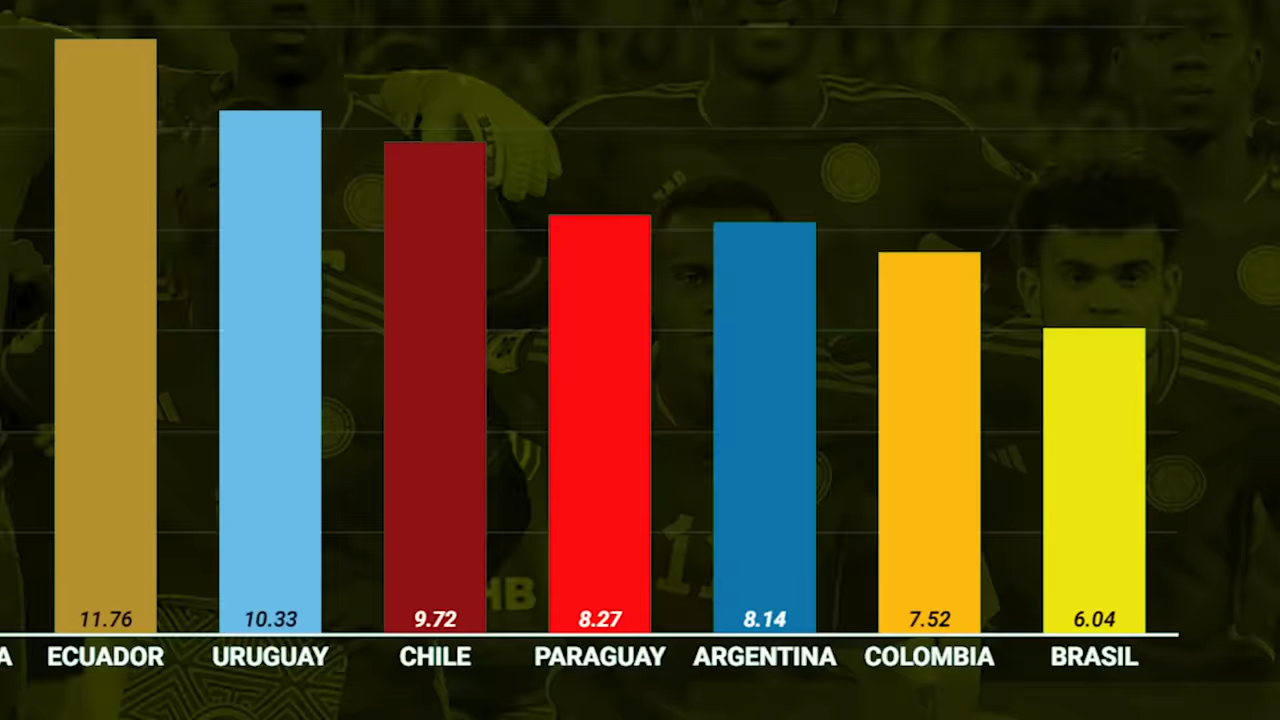 11.76 10.33 9.72 8.27 8.14 7.52 6.04
A ECUADOR URUGUAY CHILE PARAGUAY ARGENTINA COLOMBIA BRASIL